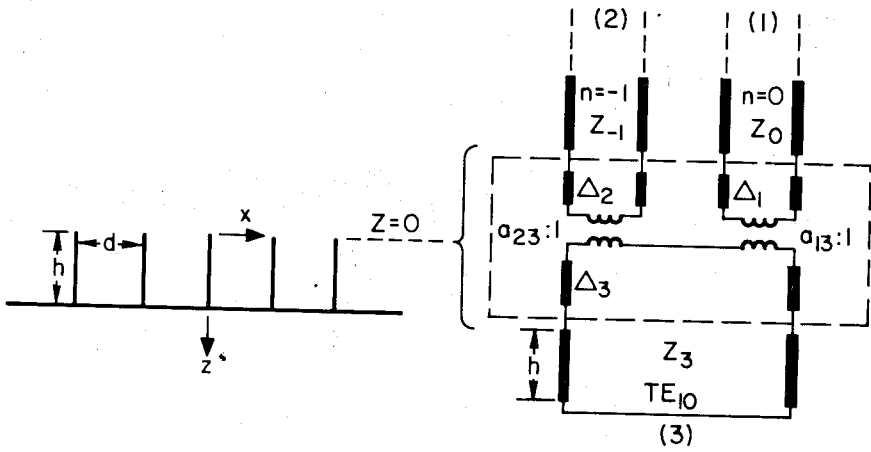 (2) (1)
n=-1 n=0
Z₋₁ Z₀
Δ₂ Δ₁
x
Z=0 a₂₃:1 a₁₃:1
h d
Δ₃
z
h Z₃
TE₁₀
(3)